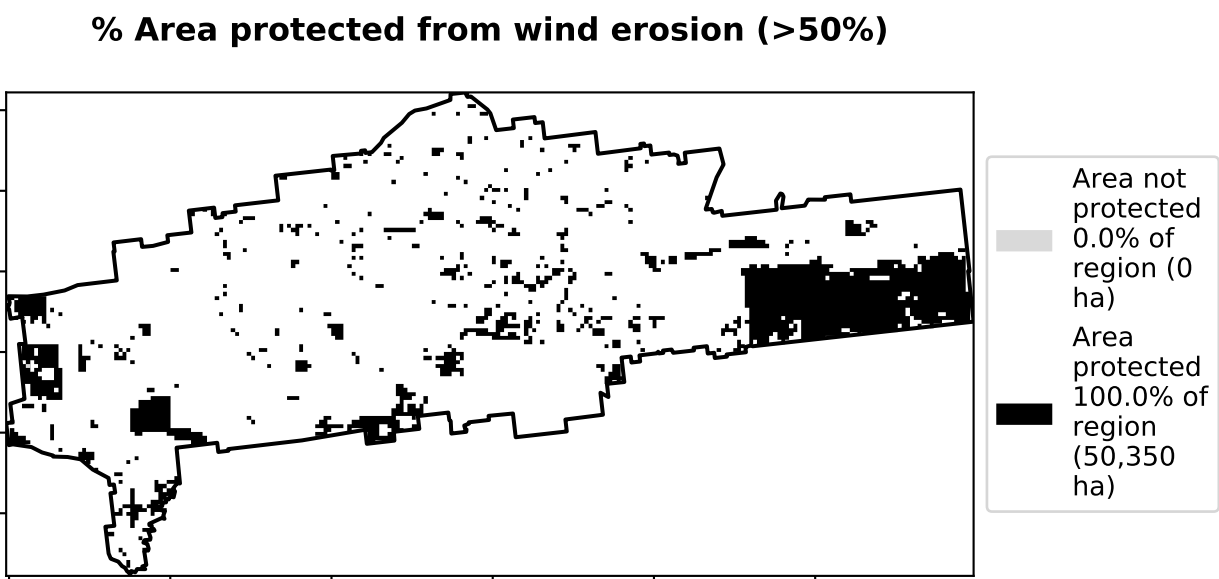 % Area protected from wind erosion (>50%)
Area not
protected
0.0% of
region (0
ha)
Area
protected
100.0% of
region
(50,350
ha)